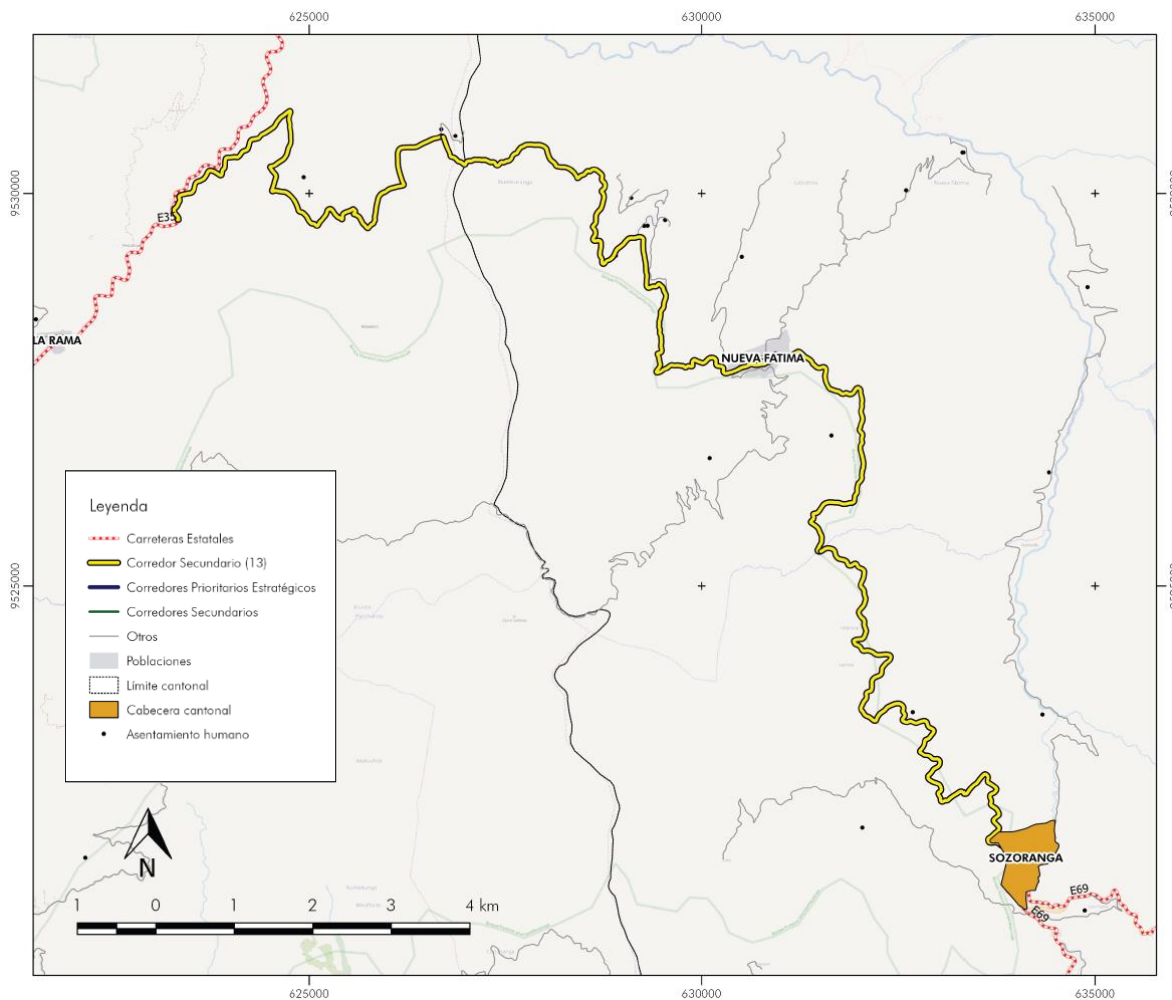 625000
630000
635000
9530000
E35
LA RAMA
NUEVA FÁTIMA
Leyenda
Carreteras Estatales
Corredor Secundario (13)
Corredores Prioritarios Estratégicos
Corredores Secundarios
Otros
Poblaciones
Límite cantonal
Cabecera cantonal
Asentamiento humano
9525000
SOZORANGA
E69
E69
N
1 0 1 2 3 4 km
625000
630000
635000